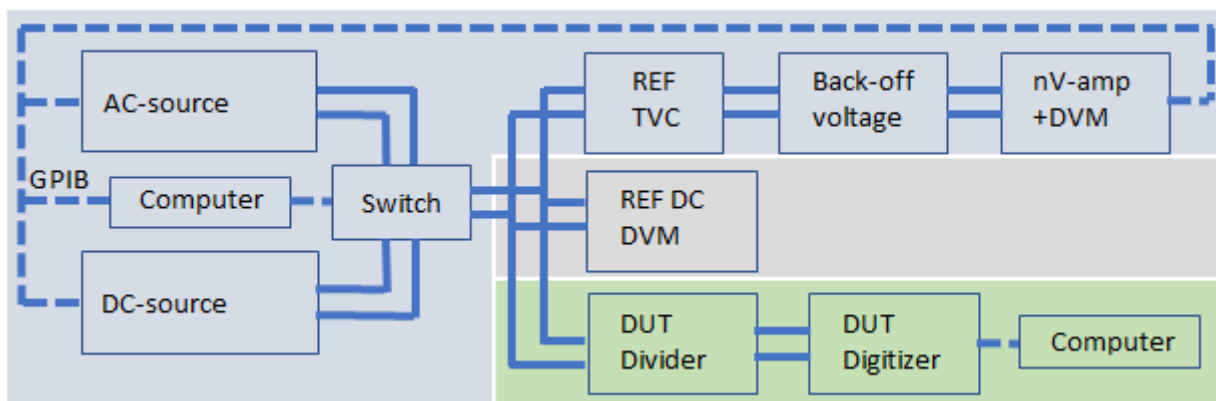 AC-source
GPIB
Computer
DC-source
Switch
REF
TVC
Back-off
voltage
nV-amp
+DVM
REF DC
DVM
DUT
Divider
DUT
Digitizer
Computer